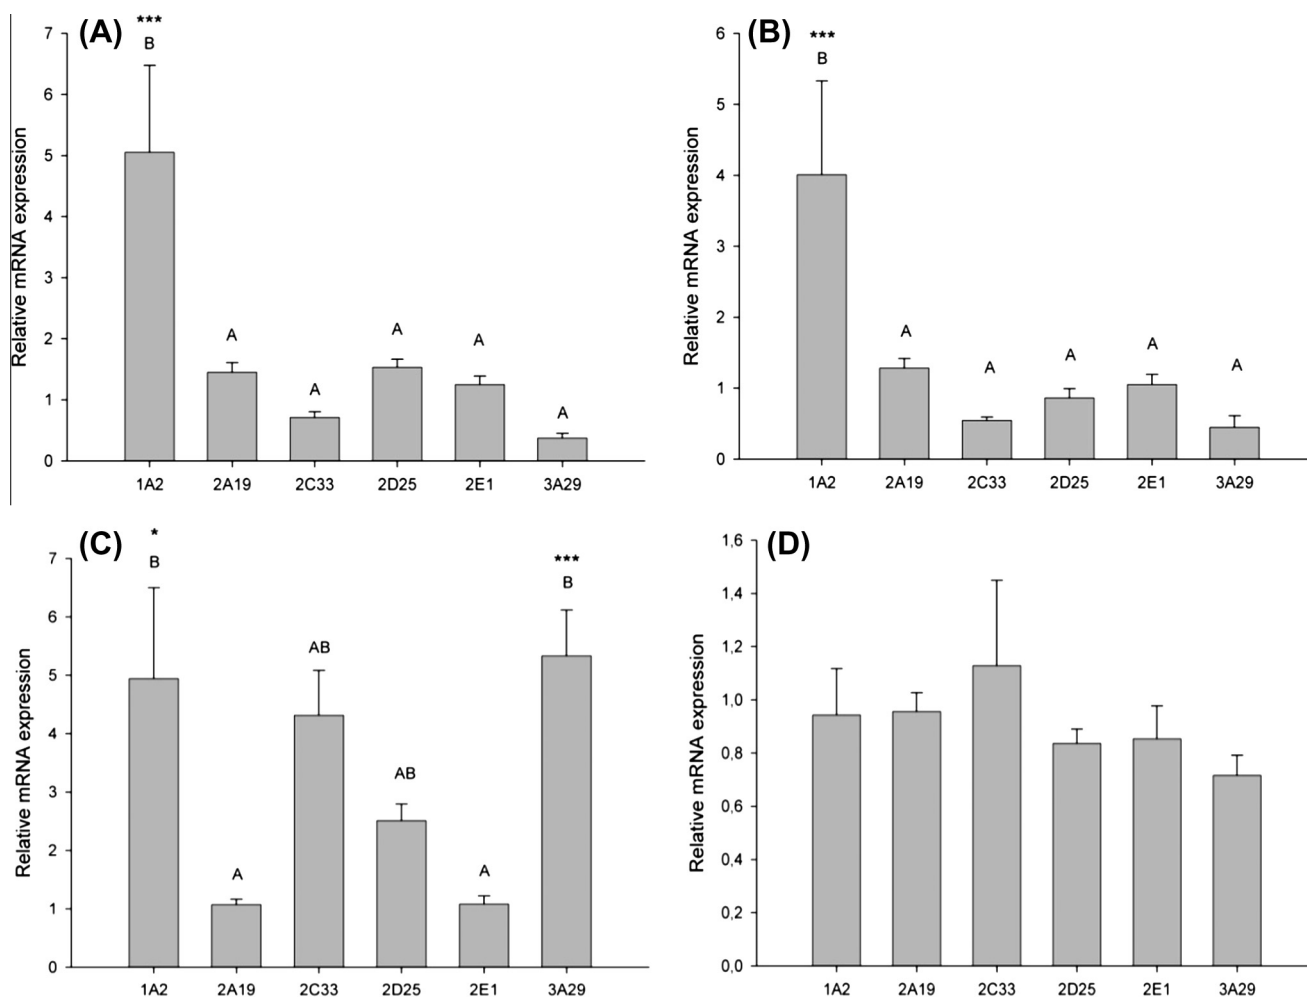 (A)
***
B
A
A
A
A
A
Relative mRNA expression
7
6
5
4
3
2
1
0
1A2 2A19 2C33 2D25 2E1 3A29
(B)
***
B
A
A
A
A
A
Relative mRNA expression
6
5
4
3
2
1
0
1A2 2A19 2C33 2D25 2E1 3A29
(C)
*
B
A
AB
AB
A
***
B
Relative mRNA expression
7
6
5
4
3
2
1
0
1A2 2A19 2C33 2D25 2E1 3A29
(D)
Relative mRNA expression
1,6
1,4
1,2
1,0
0,8
0,6
0,4
0,2
0,0
1A2 2A19 2C33 2D25 2E1 3A29